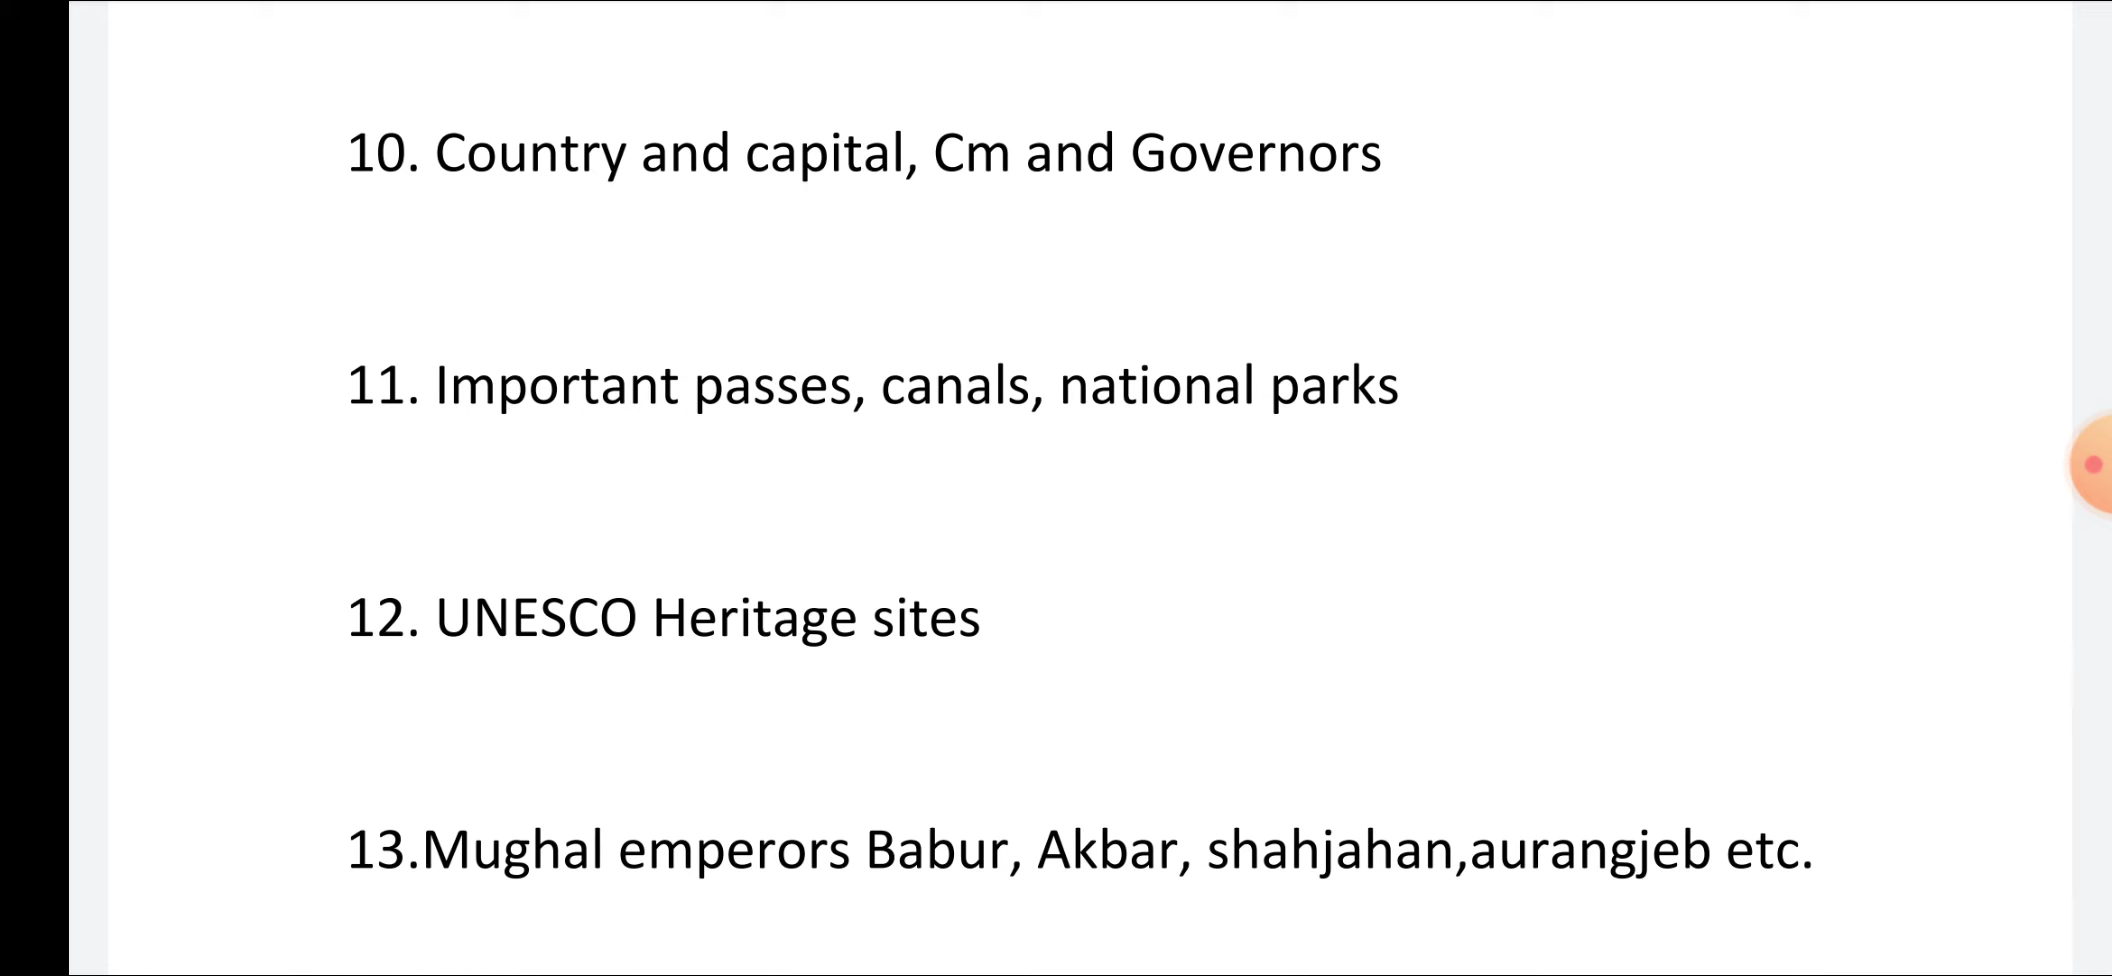 10. Country and capital, Cm and Governors
11. Important passes, canals, national parks
12. UNESCO Heritage sites
13.Mughal emperors Babur, Akbar, shahjahan,aurangjeb etc.